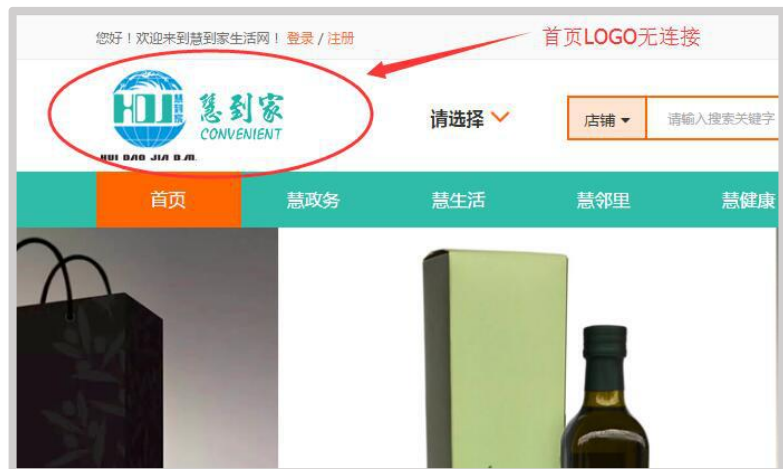 您好！欢迎来到慧到家生活网！登录 / 注册
首页LOGO无连接
HDJ
慧到家
慧到家
CONVENIENT
HUI DAO JIA B.M.
请选择
店铺
请输入搜索关键字
首页 慧政务 慧生活 慧邻里 慧健康